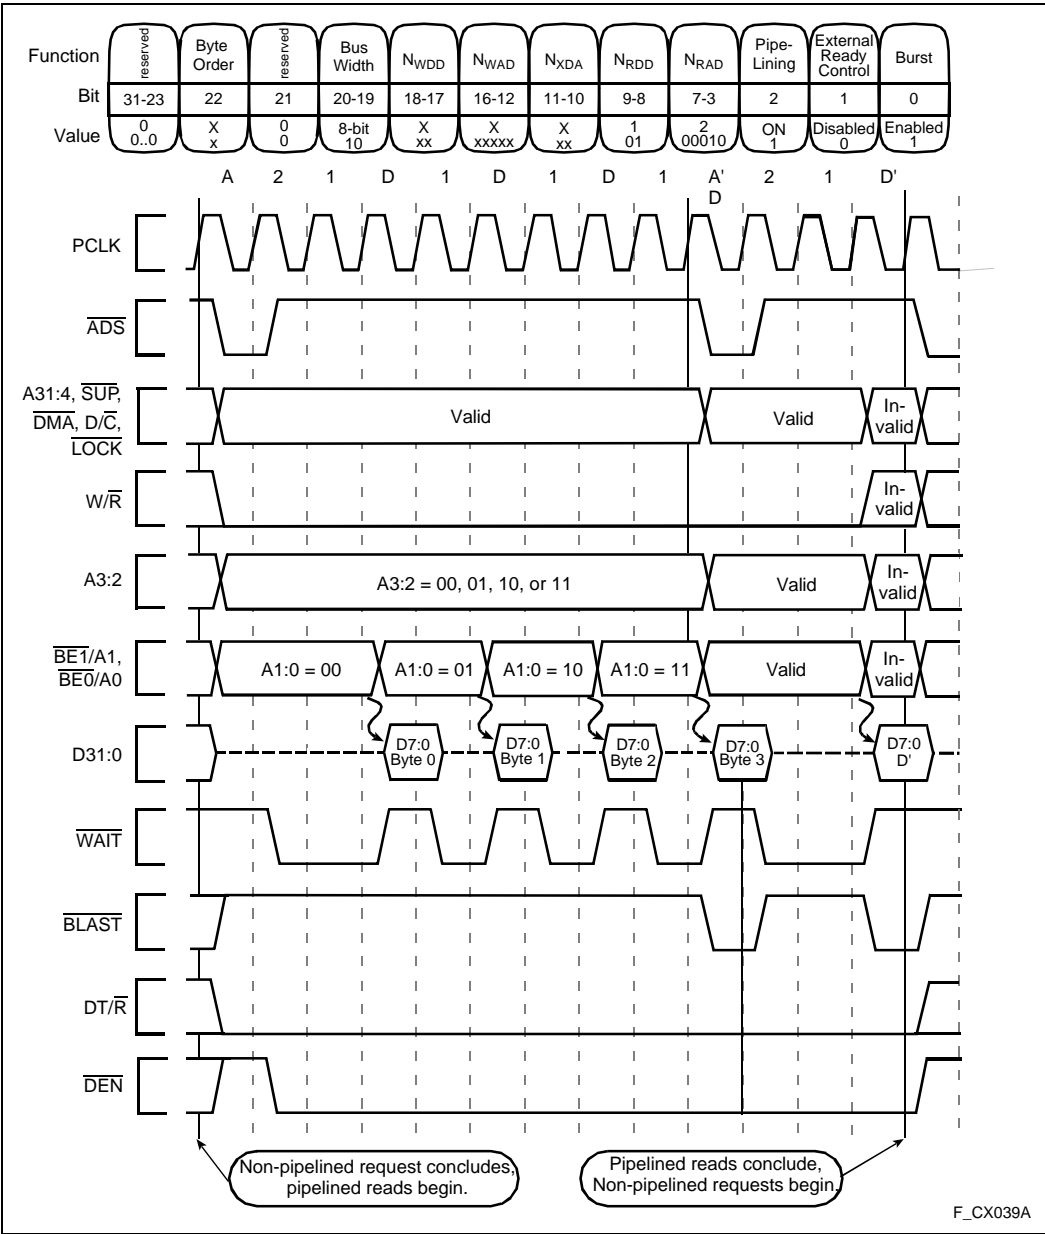 Function reserved Byte Order reserved Bus Width NWDD NWAD NXDA NRDD NRAD Pipe-Lining External Ready Control Burst
Bit 31-23 22 21 20-19 18-17 16-12 11-10 9-8 7-3 2 1 0
Value 0 X 0 8-bit X X X 1 2 ON Disabled Enabled
0..0 x 0 10 xx xxxxx xx 01 00010 1 0 1
A 2 1 D 1 D 1 D 1 A' 2 1 D'
D
PCLK
ADS
A31:4, SUP,
DMA, D/C,
LOCK
Valid
Valid
In-
valid
W/R
In-
valid
A3:2
A3:2 = 00, 01, 10, or 11
Valid
In-
valid
BE1/A1,
BE0/A0
A1:0 = 00
A1:0 = 01
A1:0 = 10
A1:0 = 11
Valid
In-
valid
D31:0
D7:0
Byte 0
D7:0
Byte 1
D7:0
Byte 2
D7:0
Byte 3
D7:0
D'
WAIT
BLAST
DT/R
DEN
Non-pipelined request concludes,
pipelined reads begin.
Pipelined reads conclude,
Non-pipelined requests begin.
F_CX039A